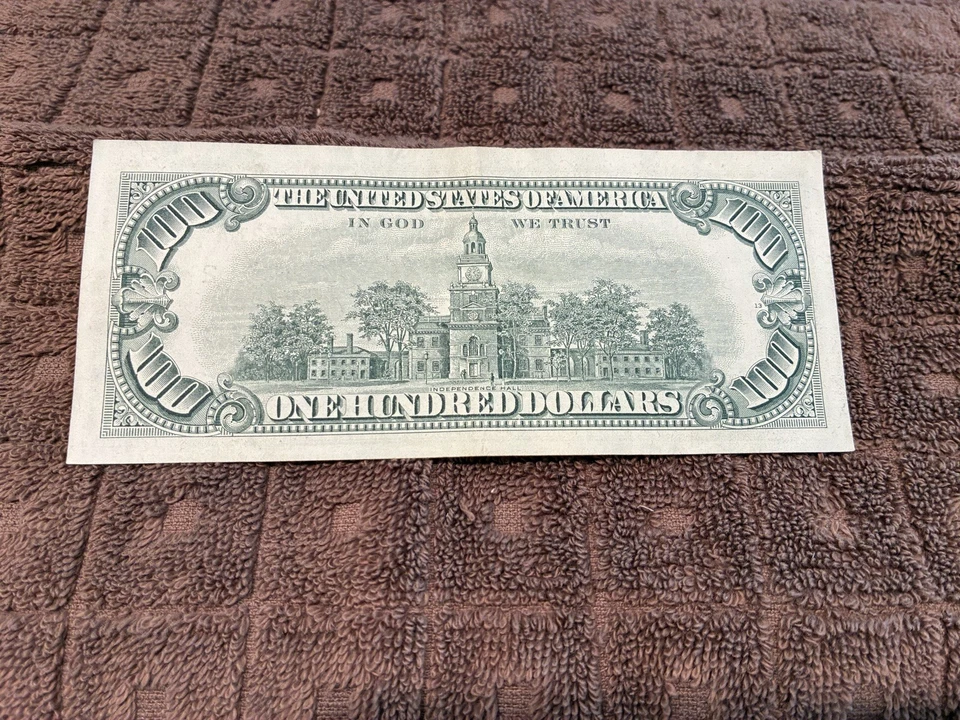 THE UNITED STATES OF AMERICA
100
100
IN GOD WE TRUST
INDEPENDENCE HALL
100
100
ONE HUNDRED DOLLARS